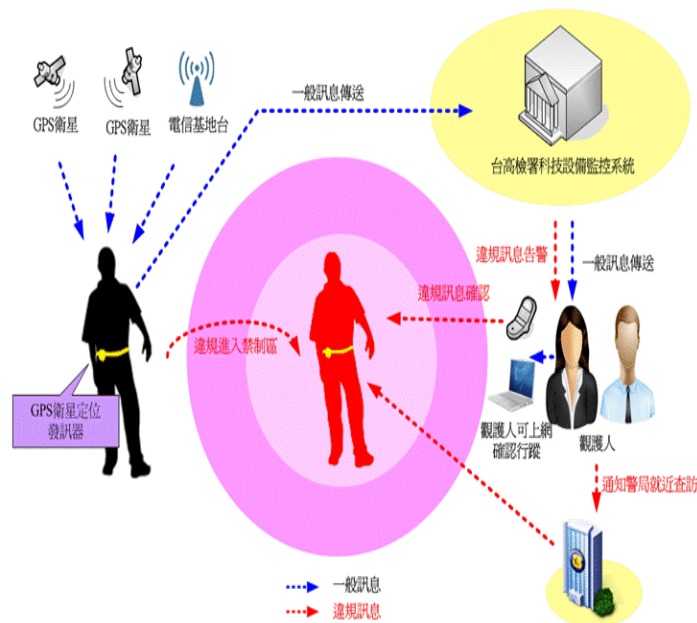 一般訊息傳送
GPS衛星
GPS衛星
電信基地台
台高檢署科技設備監控系統
違規訊息告警
一般訊息傳送
違規訊息確認
違規進入禁制區
GPS衛星定位
發訊器
觀護人可上網
確認行蹤
觀護人
通知警局就近查訪
一般訊息
違規訊息